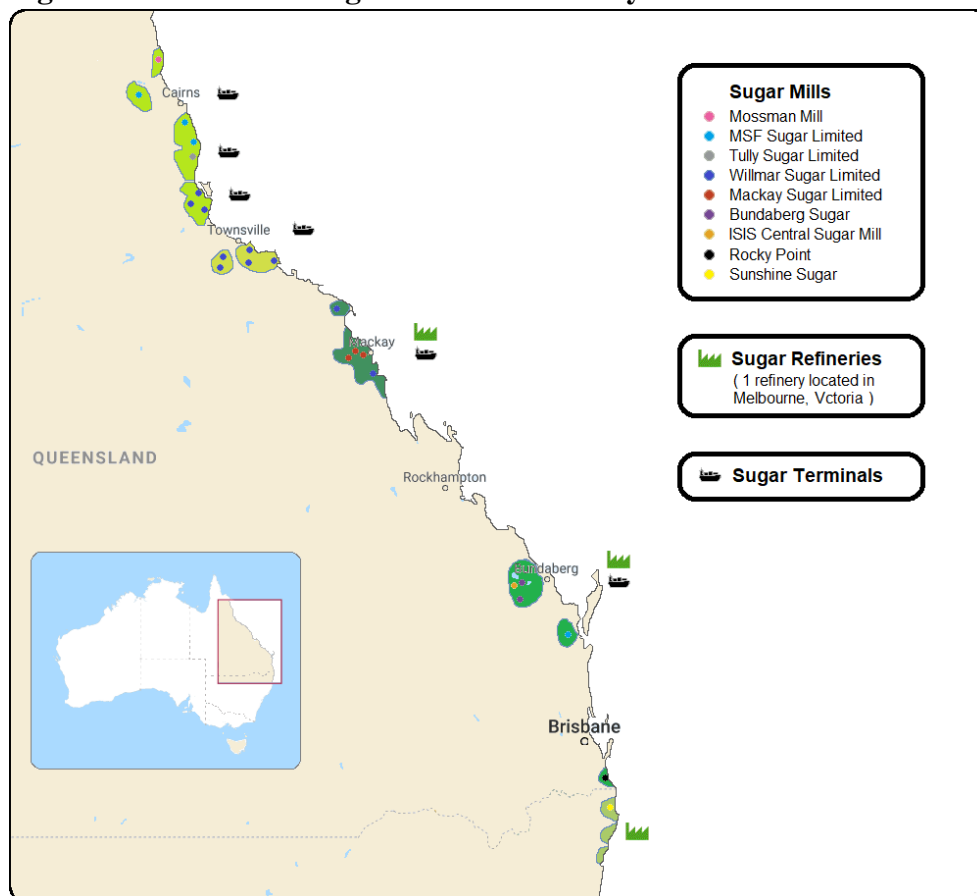 Cairns
Townsville
Mackay
QUEENSLAND
Rockhampton
Bundaberg
Brisbane
Sugar Mills
Mossman Mill
MSF Sugar Limited
Tully Sugar Limited
Willmar Sugar Limited
Mackay Sugar Limited
Bundaberg Sugar
ISIS Central Sugar Mill
Rocky Point
Sunshine Sugar
Sugar Refineries
( 1 refinery located in
Melbourne, Vctoria )
Sugar Terminals